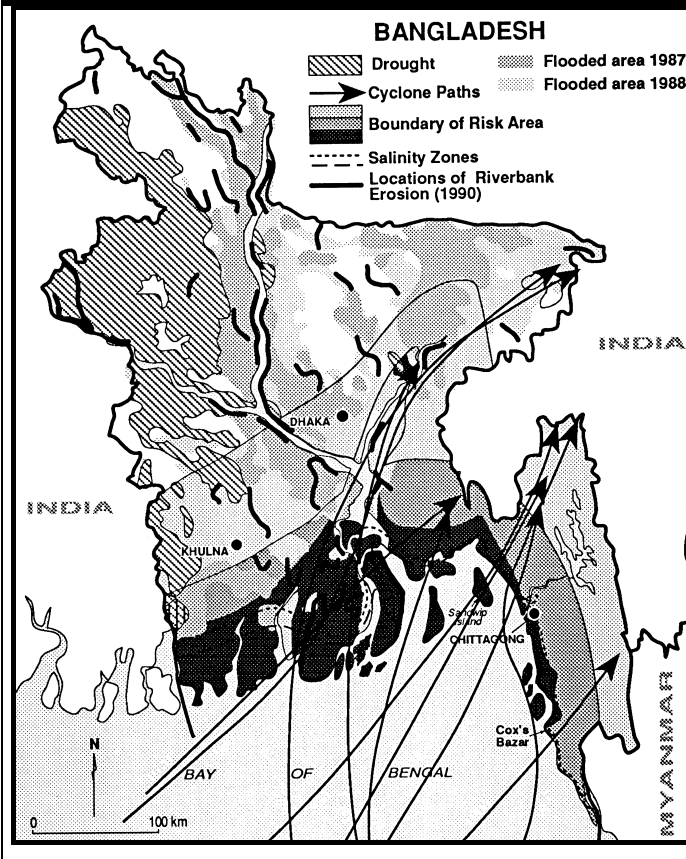 BANGLADESH
Drought
Flooded area 1987
Cyclone Paths
Flooded area 1988
Boundary of Risk Area
Salinity Zones
Locations of Riverbank
Erosion (1990)
INDIA
DHAKA
INDIA
KHULNA
Sandwip
Island
CHITTAGONG
Cox's
Bazar
MYANMAR
N
BAY OF BENGAL
0 100 km